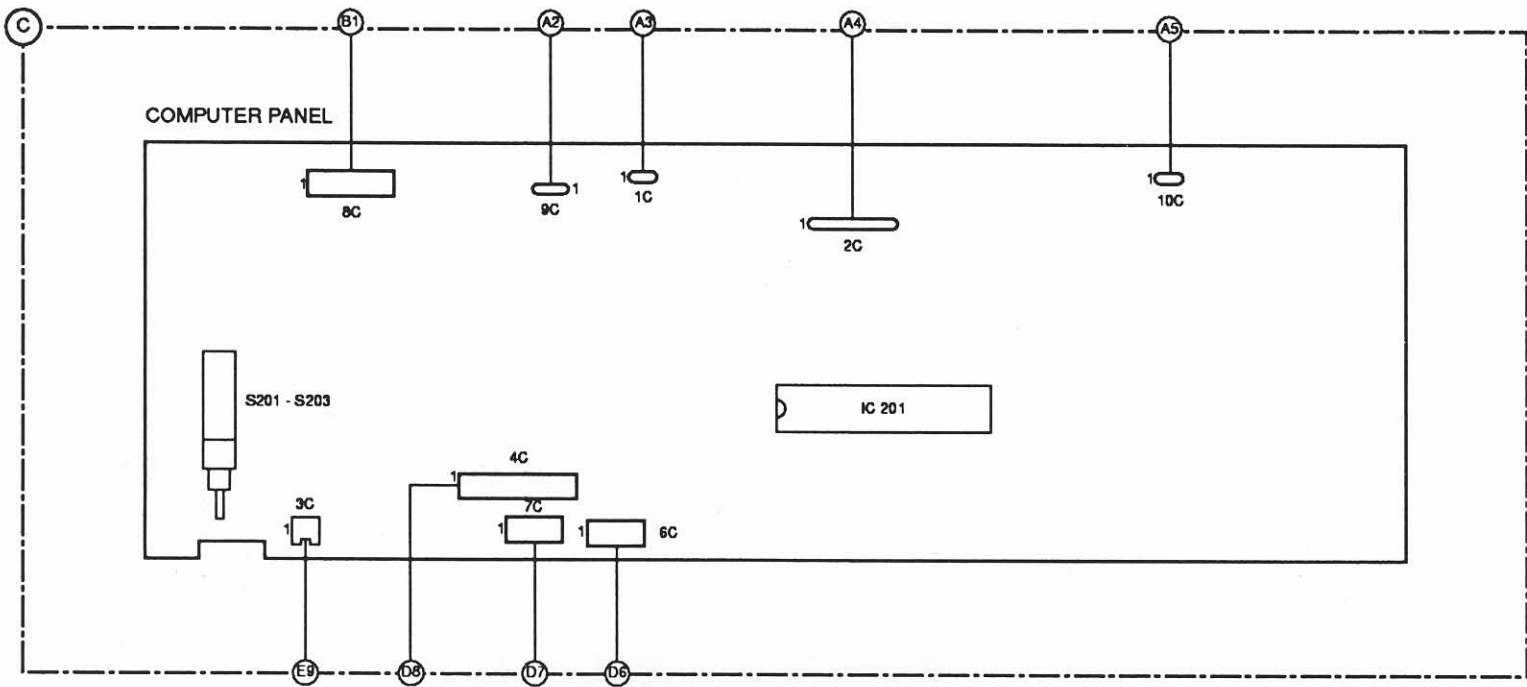 C B1 A2 A3 A4 A5
COMPUTER PANEL
1 8C
9C 1
1 1C
1 2C
1 10C
S201 - S203
IC 201
4C
1
3C
1
7C
1
1 6C
E9 D8 D7 D6